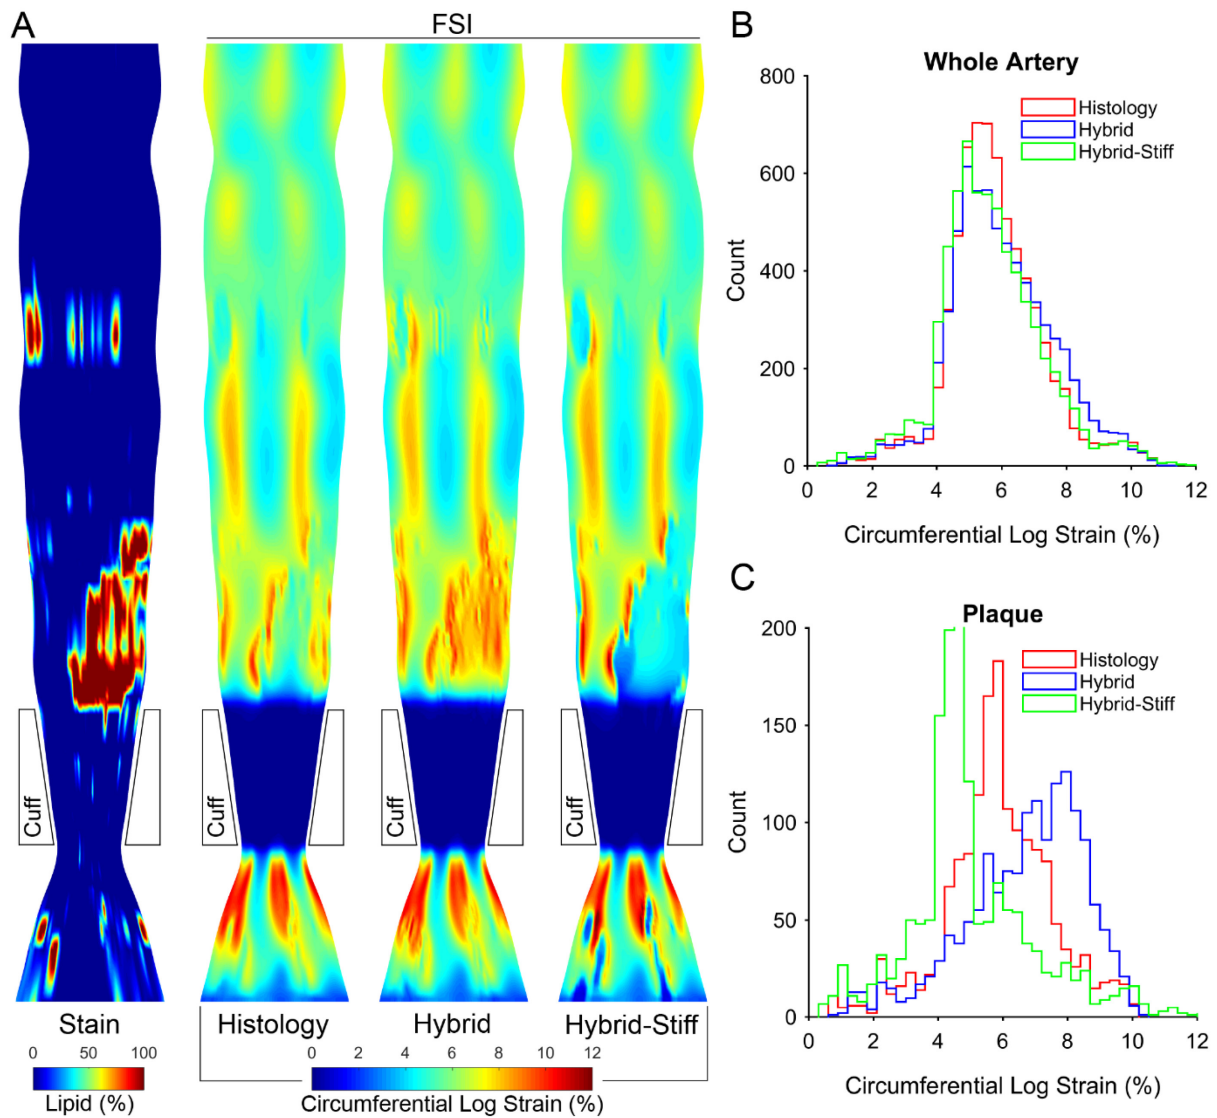 A
FSI
Cuff
Cuff
Cuff
Cuff
Stain
Histology
Hybrid
Hybrid-Stiff
0 50 100
Lipid (%)
0 2 4 6 8 10 12
Circumferential Log Strain (%)
B
Whole Artery
800
600
400
200
0
Count
Histology
Hybrid
Hybrid-Stiff
0 2 4 6 8 10 12
Circumferential Log Strain (%)
C
Plaque
200
150
100
50
0
Count
Histology
Hybrid
Hybrid-Stiff
0 2 4 6 8 10 12
Circumferential Log Strain (%)